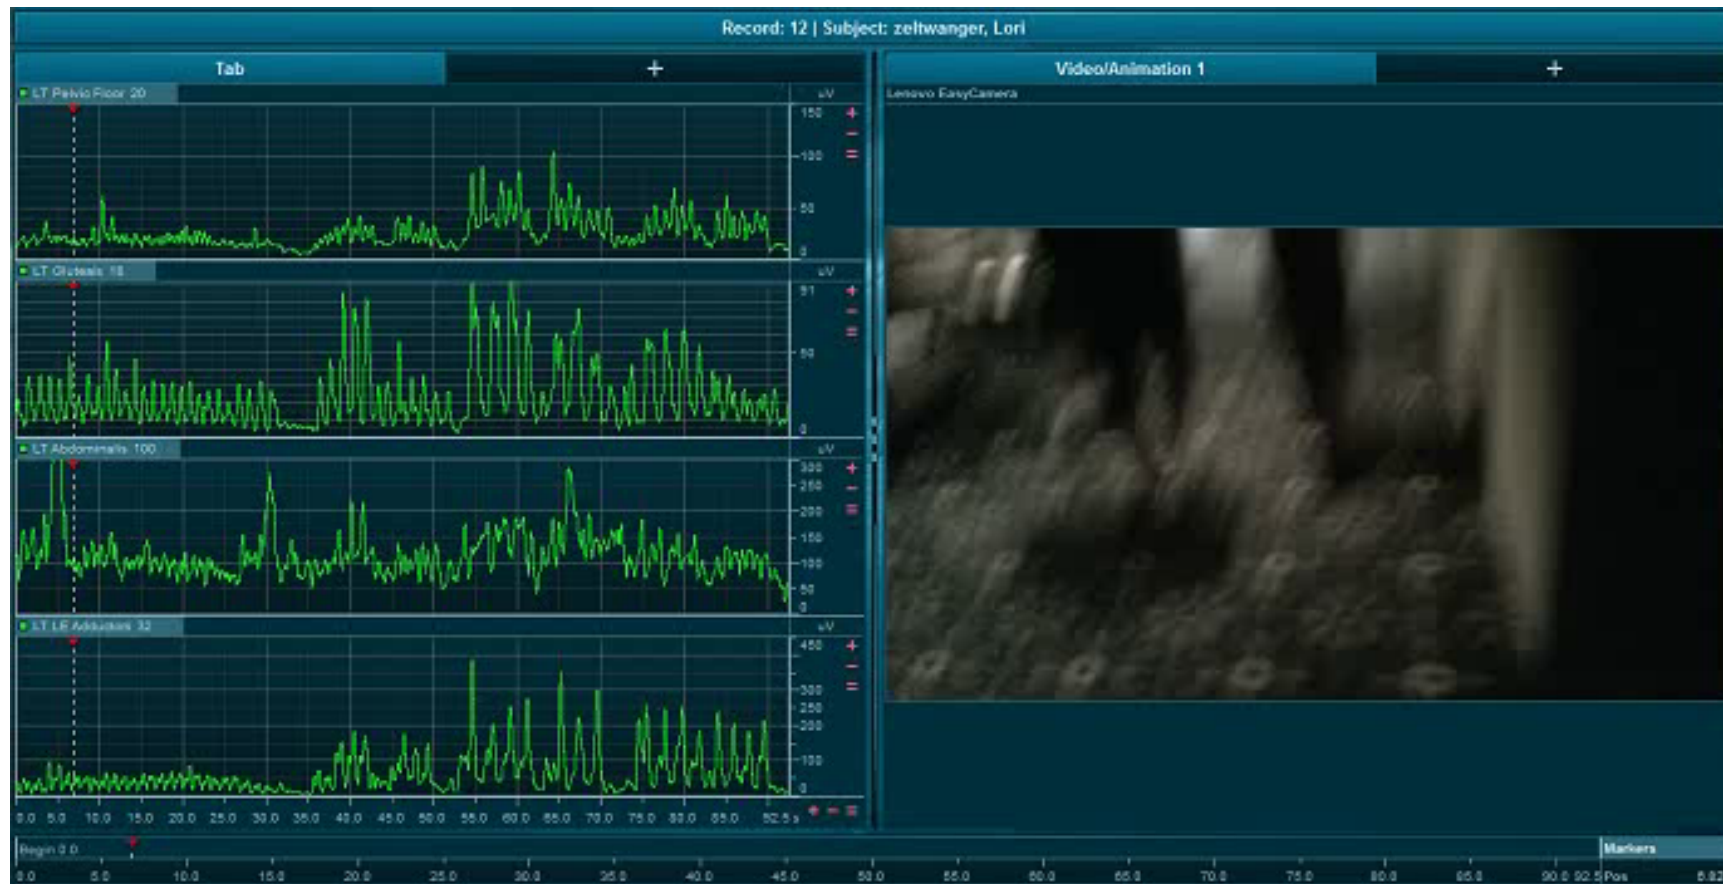 Record: 12 | Subject: zeltwanger, Lori
Tab
+
Video/Animation 1
+
LT Pelvic Floor 20
uV
Lenovo EasyCamera
150
100
50
0
LT Gluteals 18
uV
91
50
0
LT Abdominalis 100
uV
300
250
200
150
100
50
0
LT LE Adductors 32
uV
450
300
250
200
100
0
0.0 5.0 10.0 15.0 20.0 25.0 30.0 35.0 40.0 45.0 50.0 55.0 60.0 65.0 70.0 75.0 80.0 85.0 92.5 s
Begin 0.0
Markers
0.0 5.0 10.0 15.0 20.0 25.0 30.0 35.0 40.0 45.0 50.0 55.0 60.0 65.0 70.0 75.0 80.0 85.0 90.0 92.5 Pos